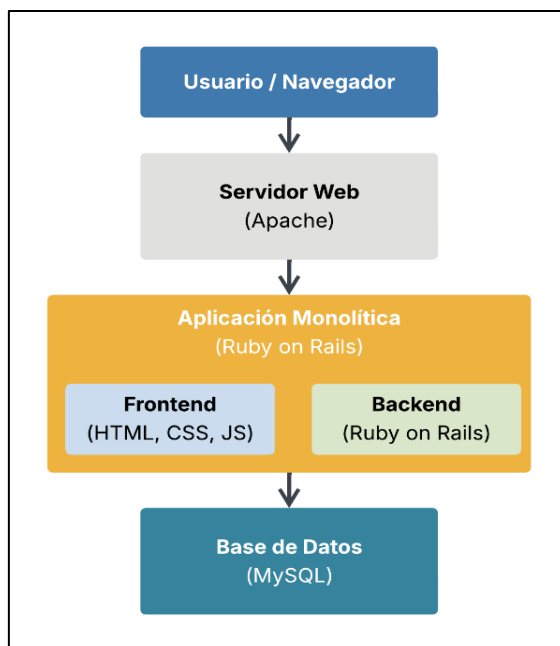 Usuario / Navegador
Servidor Web
(Apache)
Aplicación Monolítica
(Ruby on Rails)
Frontend
(HTML, CSS, JS)
Backend
(Ruby on Rails)
Base de Datos
(MySQL)